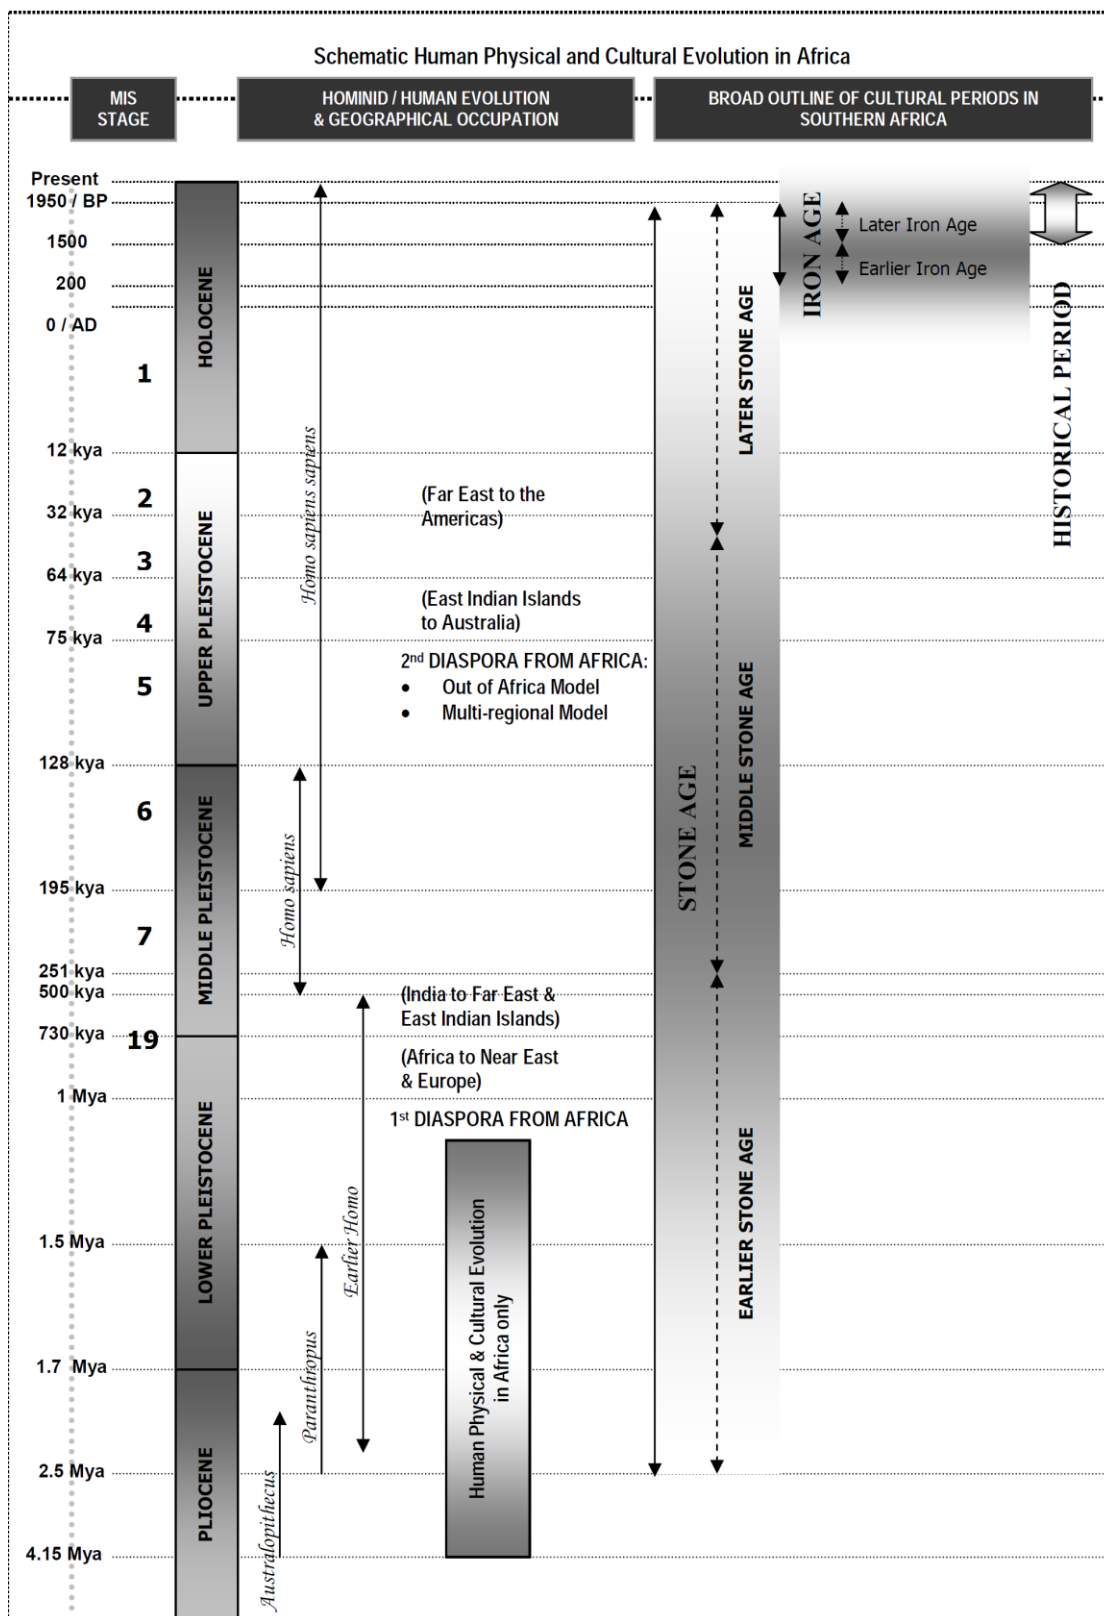 Schematic Human Physical and Cultural Evolution in Africa
MIS
STAGE
HOMINID / HUMAN EVOLUTION
& GEOGRAPHICAL OCCUPATION
BROAD OUTLINE OF CULTURAL PERIODS IN
SOUTHERN AFRICA
Present
1950 / BP
1500
200
0 / AD
1
12 kya
2
32 kya
3
64 kya
4
75 kya
5
128 kya
6
195 kya
7
251 kya
500 kya
730 kya
19
1 Mya
1.5 Mya
1.7 Mya
2.5 Mya
4.15 Mya
HOLOCENE
UPPER PLEISTOCENE
MIDDLE PLEISTOCENE
LOWER PLEISTOCENE
PLIOCENE
Homo sapiens sapiens
Homo sapiens
Earlier Homo
Paranthropus
Australopithecus
(Far East to the
Americas)
(East Indian Islands
to Australia)
2nd DIASPORA FROM AFRICA:
• Out of Africa Model
• Multi-regional Model
(India to Far East &
East Indian Islands)
(Africa to Near East
& Europe)
1st DIASPORA FROM AFRICA
Human Physical & Cultural Evolution
in Africa only
STONE AGE
LATER STONE AGE
MIDDLE STONE AGE
EARLIER STONE AGE
IRON AGE
Later Iron Age
Earlier Iron Age
HISTORICAL PERIOD